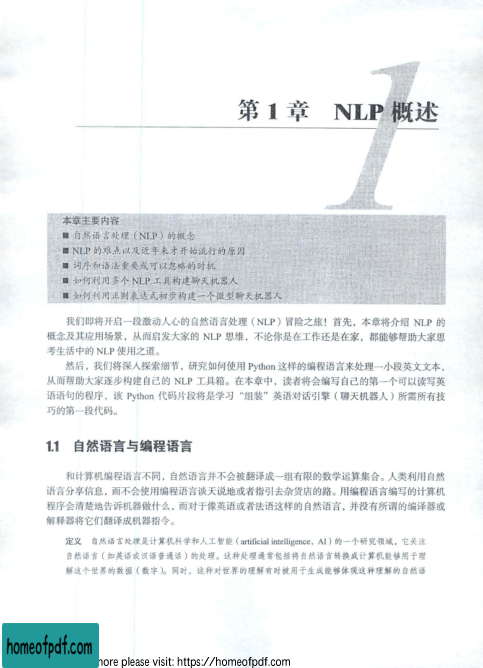 第 1 章 NLP 概述
1
本章主要内容
■ 自然语言处理（NLP）的概念
■ NLP 的难点以及近年来才开始流行的原因
■ 词序和语法重要或可以忽略的时机
■ 如何利用多个 NLP 工具构建聊天机器人
■ 如何利用正则表达式初步构建一个微型聊天机器人
我们即将开启一段激动人心的自然语言处理（NLP）冒险之旅！首先，本章将介绍 NLP 的
概念及其应用场景，从而启发大家的 NLP 思维，不论你是在工作还是在家，都能够帮助大家思
考生活中的 NLP 使用之道。
然后，我们将深入探索细节，研究如何使用 Python 这样的编程语言来处理一小段英文文本，
从而帮助大家逐步构建自己的 NLP 工具箱。在本章中，读者将会编写自己的第一个可以读写英
语语句的程序，该 Python 代码片段将是学习“组装”英语对话引擎（聊天机器人）所需所有技
巧的第一段代码。
1.1 自然语言与编程语言
和计算机编程语言不同，自然语言并不会被翻译成一组有限的数学运算集合。人类利用自然
语言分享信息，而不会使用编程语言谈天说地或者指引去杂货店的路。用编程语言编写的计算机
程序会清楚地告诉机器做什么，而对于像英语或者法语这样的自然语言，并没有所谓的编译器或
解释器将它们翻译成机器指令。
定义 自然语言处理是计算机科学和人工智能（artificial intelligence，AI）的一个研究领域，它关注
自然语言（如英语或汉语普通话）的处理。这种处理通常包括将自然语言转换成计算机能够用于理
解这个世界的数据（数字）。同时，这种对世界的理解有时被用于生成能够体现这种理解的自然语
homeofpdf.com
more please visit: https://homeofpdf.com